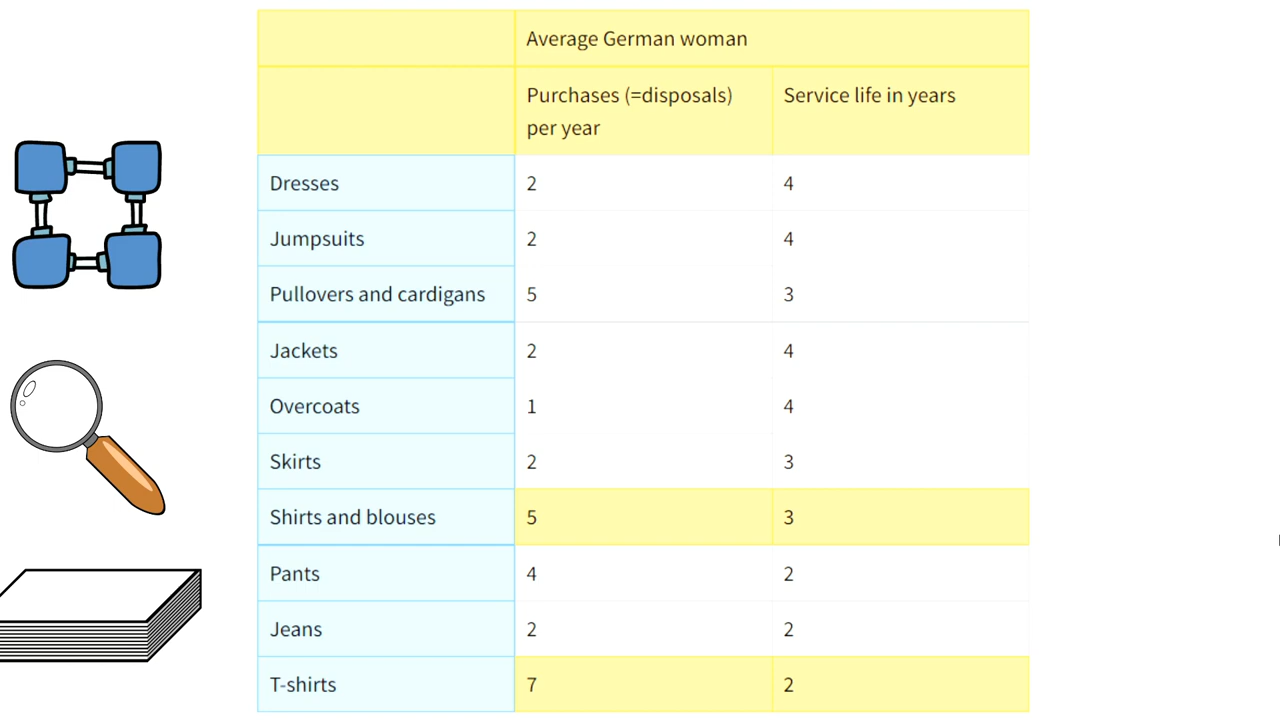 Average German woman
Purchases (=disposals) Service life in years
per year
Dresses 2 4
Jumpsuits 2 4
Pullovers and cardigans 5 3
Jackets 2 4
Overcoats 1 4
Skirts 2 3
Shirts and blouses 5 3
Pants 4 2
Jeans 2 2
T-shirts 7 2